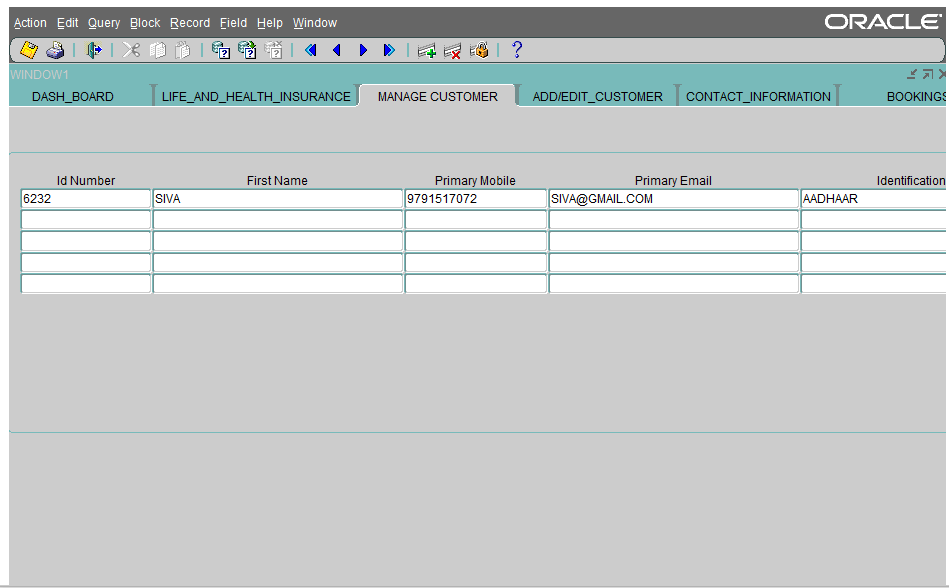 Action Edit Query Block Record Field Help Window ORACLE
WINDOW1
DASH_BOARD LIFE_AND_HEALTH_INSURANCE MANAGE CUSTOMER ADD/EDIT_CUSTOMER CONTACT_INFORMATION BOOKINGS
Id Number First Name Primary Mobile Primary Email Identification
6232 SIVA 9791517072 SIVA@GMAIL.COM AADHAAR